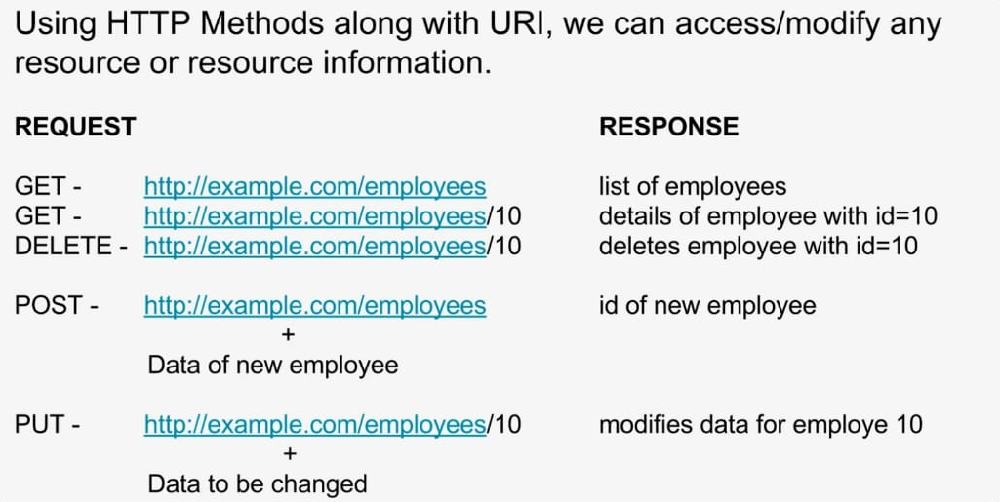 Using HTTP Methods along with URI, we can access/modify any
resource or resource information.
REQUEST RESPONSE
GET - http://example.com/employees list of employees
GET - http://example.com/employees/10 details of employee with id=10
DELETE - http://example.com/employees/10 deletes employee with id=10
POST - http://example.com/employees id of new employee
+
Data of new employee
PUT - http://example.com/employees/10 modifies data for employe 10
+
Data to be changed